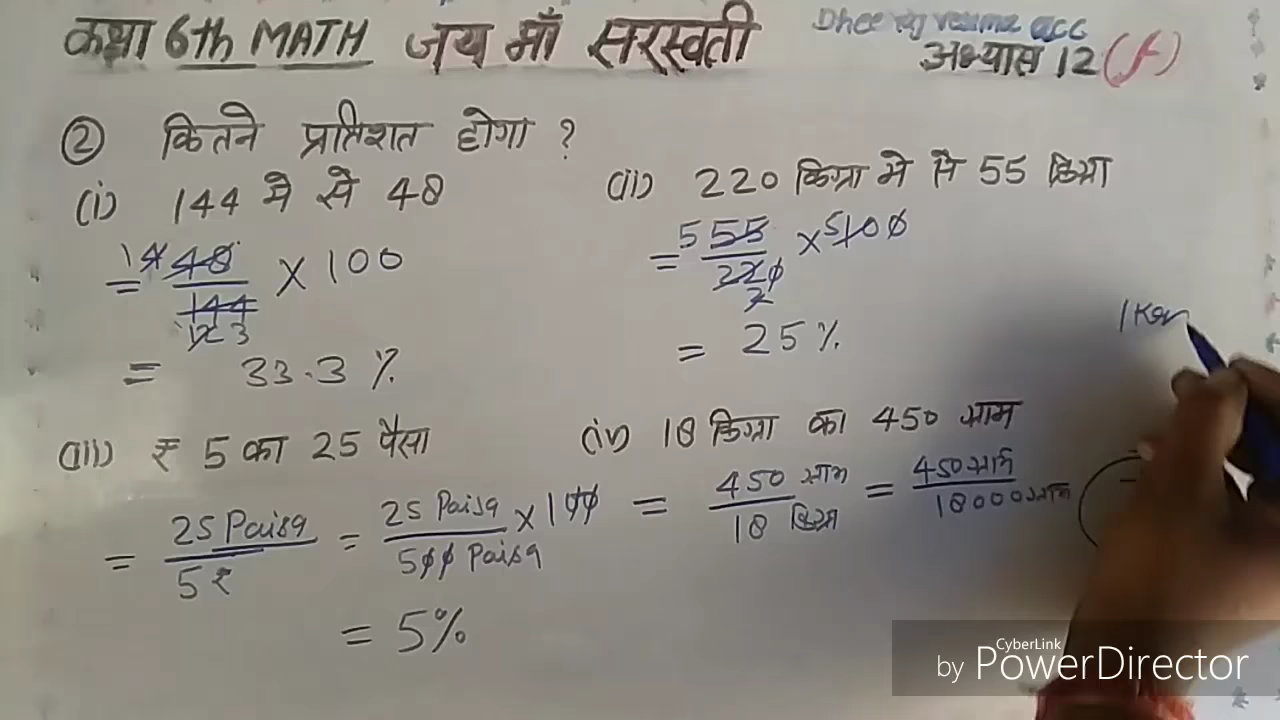 कक्षा 6th MATH जय माँ सरस्वती
अभ्यास 12 (f)
② कितने प्रतिशत होगा ?
(i) 144 मे से 48
= 48/144 × 100
= 33.3 %
(ii) 220 किग्रा मे से 55 किग्रा
= 55/220 × 100
= 25 %
(iii) ₹ 5 का 25 पैसा
= 25 Paisa/5 ₹ = 25 Paisa/500 Paisa × 100
= 5%
(iv) 18 किग्रा का 450 ग्राम
= 450 ग्राम/18 किग्रा = 450 ग्राम/18000 ग्राम
CyberLink
by PowerDirector